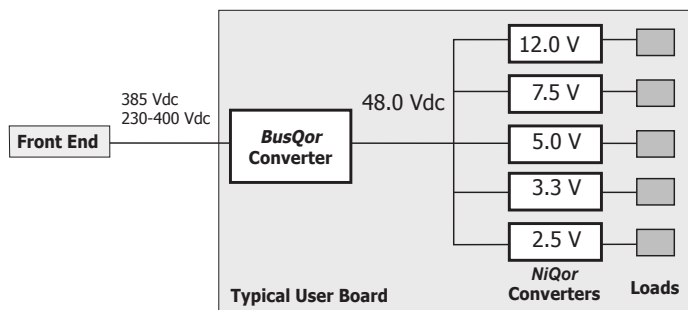 385 Vdc
230-400 Vdc
Front End
BusQor
Converter
48.0 Vdc
12.0 V
7.5 V
5.0 V
3.3 V
2.5 V
NiQor
Converters
Loads
Typical User Board